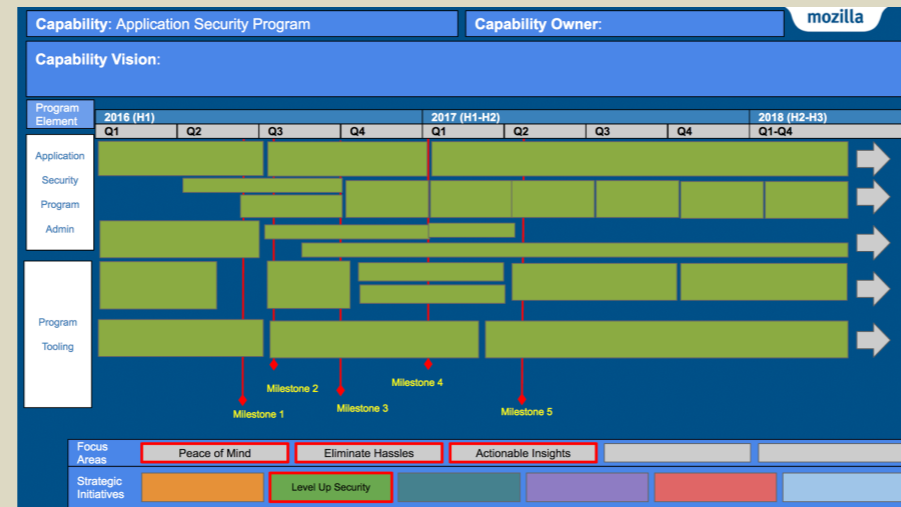 Capability: Application Security Program
Capability Owner:
mozilla
Capability Vision:
Program
Element
2016 (H1)
2017 (H1-H2)
2018 (H2-H3)
Q1
Q2
Q3
Q4
Q1
Q2
Q3
Q4
Q1-Q4
Application
Security
Program
Admin
Program
Tooling
Milestone 1
Milestone 2
Milestone 3
Milestone 4
Milestone 5
Focus
Areas
Peace of Mind
Eliminate Hassles
Actionable Insights
Strategic
Initiatives
Level Up Security